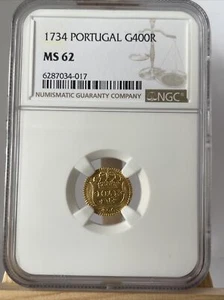 1734 PORTUGAL G400R
MS 62
6287034-017
NUMISMATIC GUARANTY COMPANY
NGC